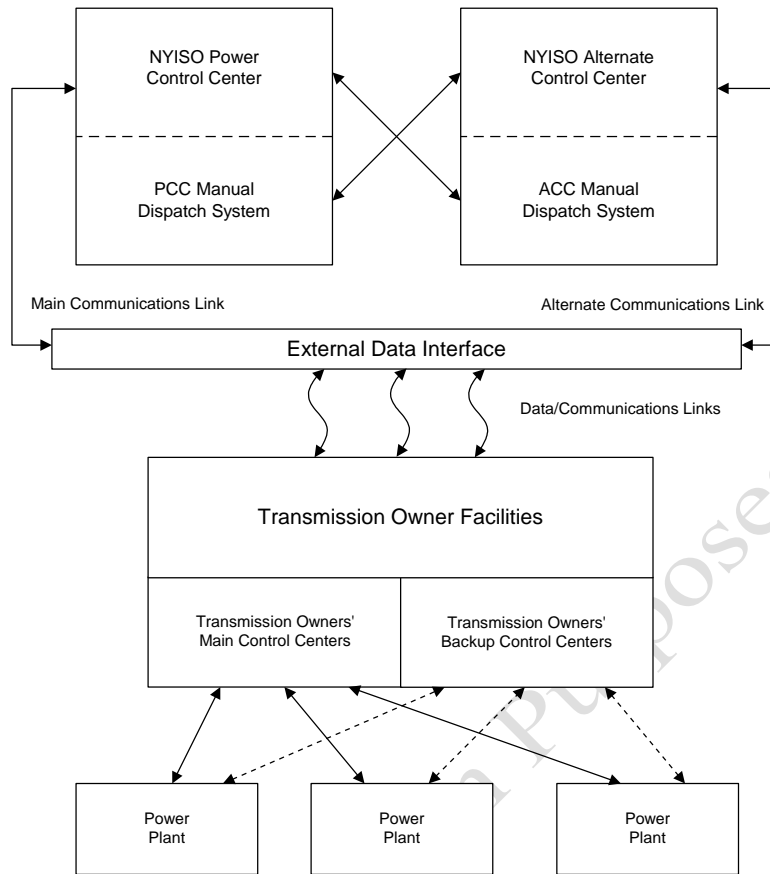 NYISO Power
Control Center
NYISO Alternate
Control Center
PCC Manual
Dispatch System
ACC Manual
Dispatch System
Main Communications Link
Alternate Communications Link
External Data Interface
Data/Communications Links
Transmission Owner Facilities
Transmission Owners'
Main Control Centers
Transmission Owners'
Backup Control Centers
Power
Plant
Power
Plant
Power
Plant